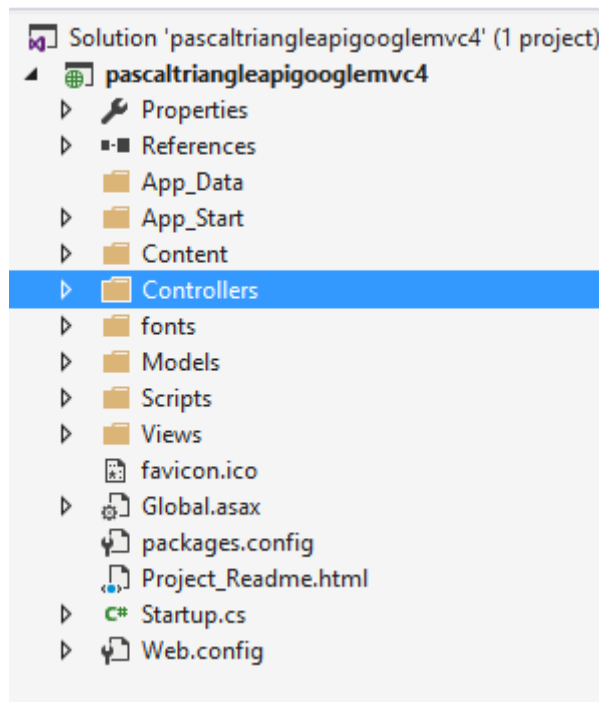 Solution 'pascaltriangleapigooglemvc4' (1 project)
pascaltriangleapigooglemvc4
Properties
References
App_Data
App_Start
Content
Controllers
fonts
Models
Scripts
Views
favicon.ico
Global.asax
packages.config
Project_Readme.html
C# Startup.cs
Web.config